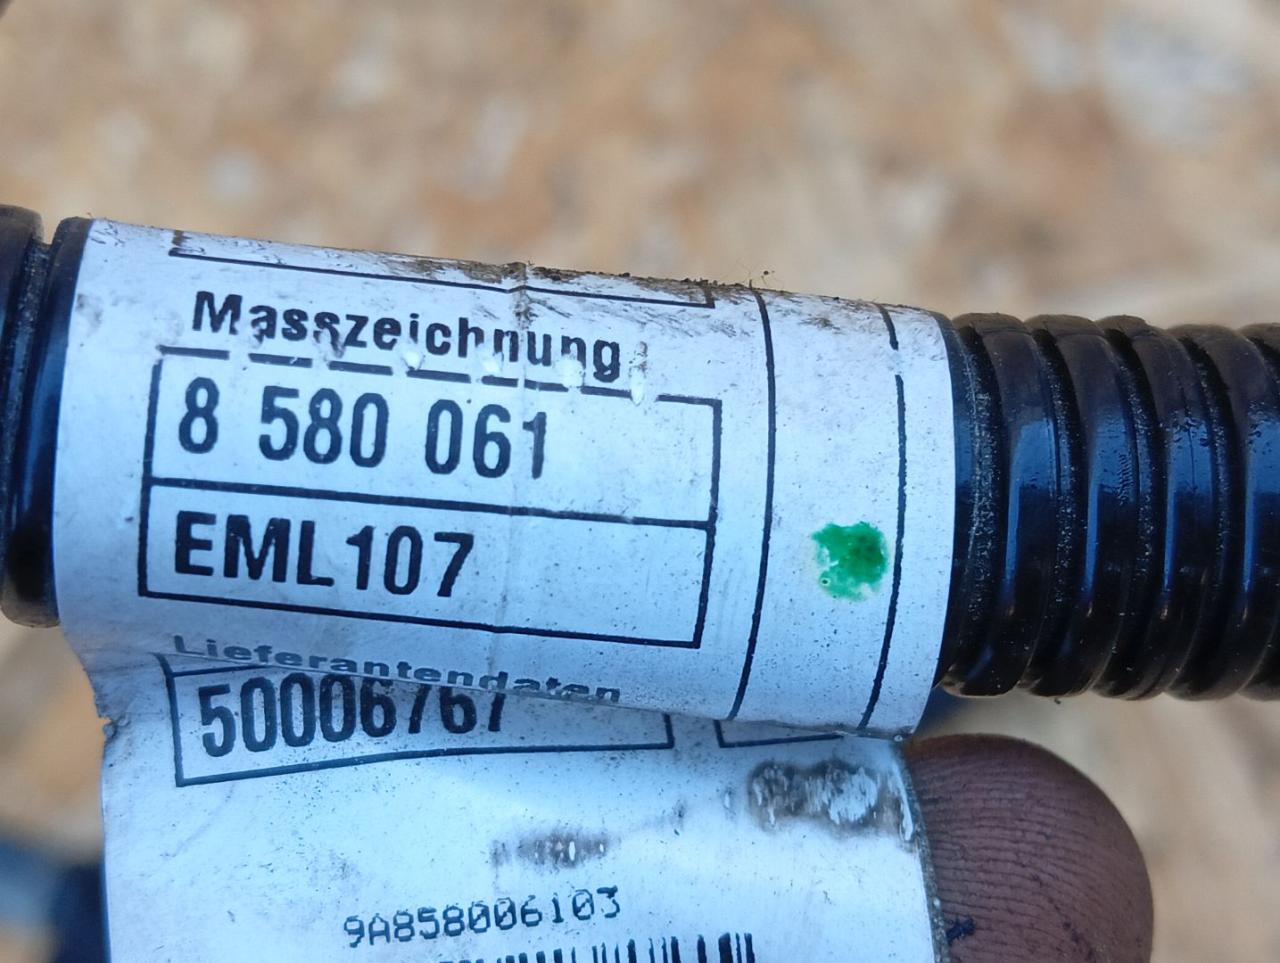 Masszeichnung
8 580 061
EML107
Lieferantendaten
50006767
9A858006103